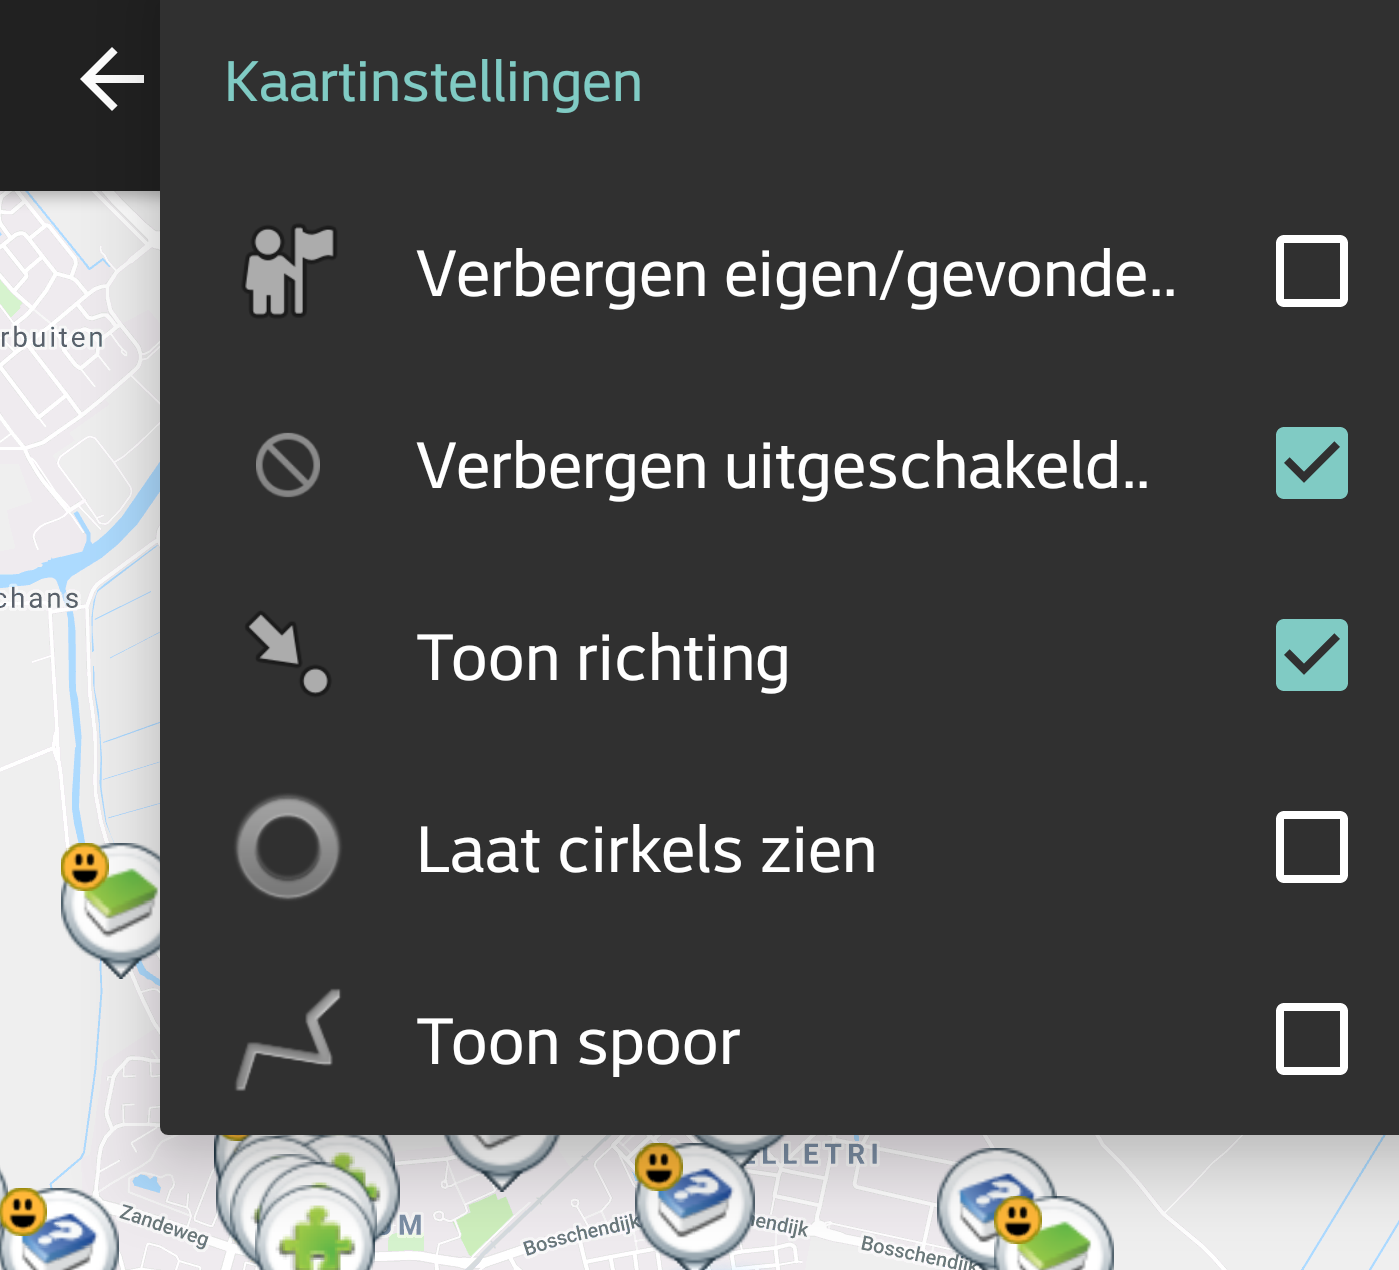 Kaartinstellingen
Verbergen eigen/gevonde..
rbuiten
Verbergen uitgeschakeld..
chans
Toon richting
Laat cirkels zien
Toon spoor
LLETRI
Zandeweg
OM
Bosschendijk
endijk
Bosschendijk